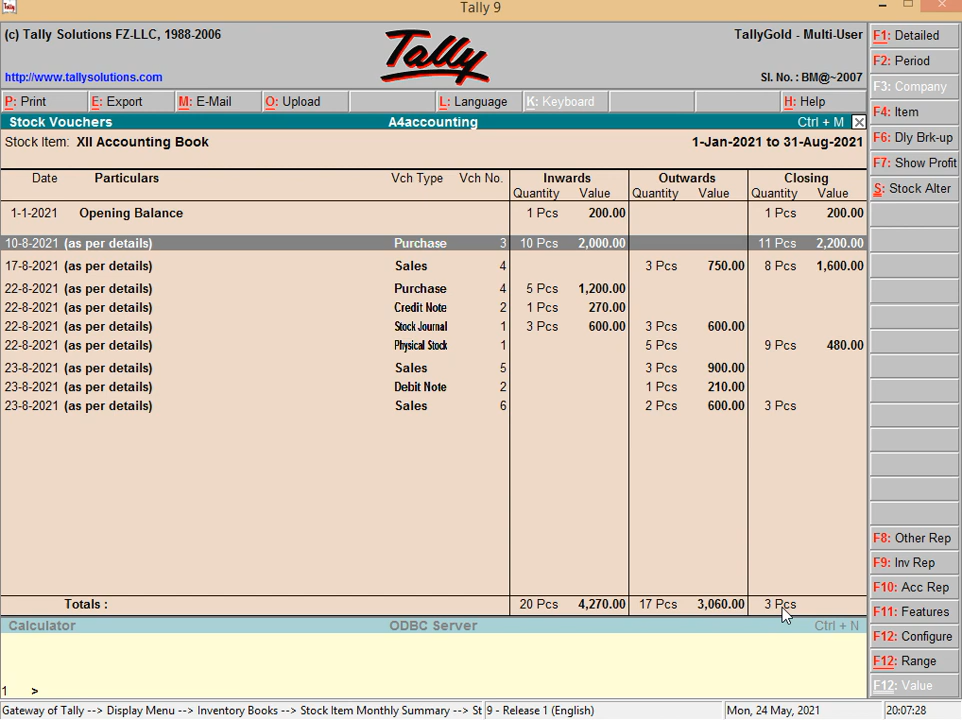 Tally 9
(c) Tally Solutions FZ-LLC, 1988-2006
http://www.tallysolutions.com
Tally
TallyGold - Multi-User
Sl. No. : BM@~2007
P: Print E: Export M: E-Mail O: Upload L: Language K: Keyboard H: Help
Stock Vouchers A4accounting Ctrl + M
Stock Item: XII Accounting Book 1-Jan-2021 to 31-Aug-2021
Date Particulars Vch Type Vch No. Inwards Outwards Closing
Quantity Value Quantity Value Quantity Value
1-1-2021 Opening Balance 1 Pcs 200.00 1 Pcs 200.00
10-8-2021 (as per details) Purchase 3 10 Pcs 2,000.00 11 Pcs 2,200.00
17-8-2021 (as per details) Sales 4 3 Pcs 750.00 8 Pcs 1,600.00
22-8-2021 (as per details) Purchase 4 5 Pcs 1,200.00
22-8-2021 (as per details) Credit Note 2 1 Pcs 270.00
22-8-2021 (as per details) Stock Journal 1 3 Pcs 600.00 3 Pcs 600.00
22-8-2021 (as per details) Physical Stock 1 5 Pcs 9 Pcs 480.00
23-8-2021 (as per details) Sales 5 3 Pcs 900.00
23-8-2021 (as per details) Debit Note 2 1 Pcs 210.00
23-8-2021 (as per details) Sales 6 2 Pcs 600.00 3 Pcs
Totals : 20 Pcs 4,270.00 17 Pcs 3,060.00 3 Pcs
Calculator ODBC Server Ctrl + N
1 >
Gateway of Tally --> Display Menu --> Inventory Books --> Stock Item Monthly Summary --> St 9 - Release 1 (English) Mon, 24 May, 2021 20:07:28
F1: Detailed
F2: Period
F3: Company
F4: Item
F6: Dly Brk-up
F7: Show Profit
S: Stock Alter
F8: Other Rep
F9: Inv Rep
F10: Acc Rep
F11: Features
F12: Configure
F12: Range
F12: Value